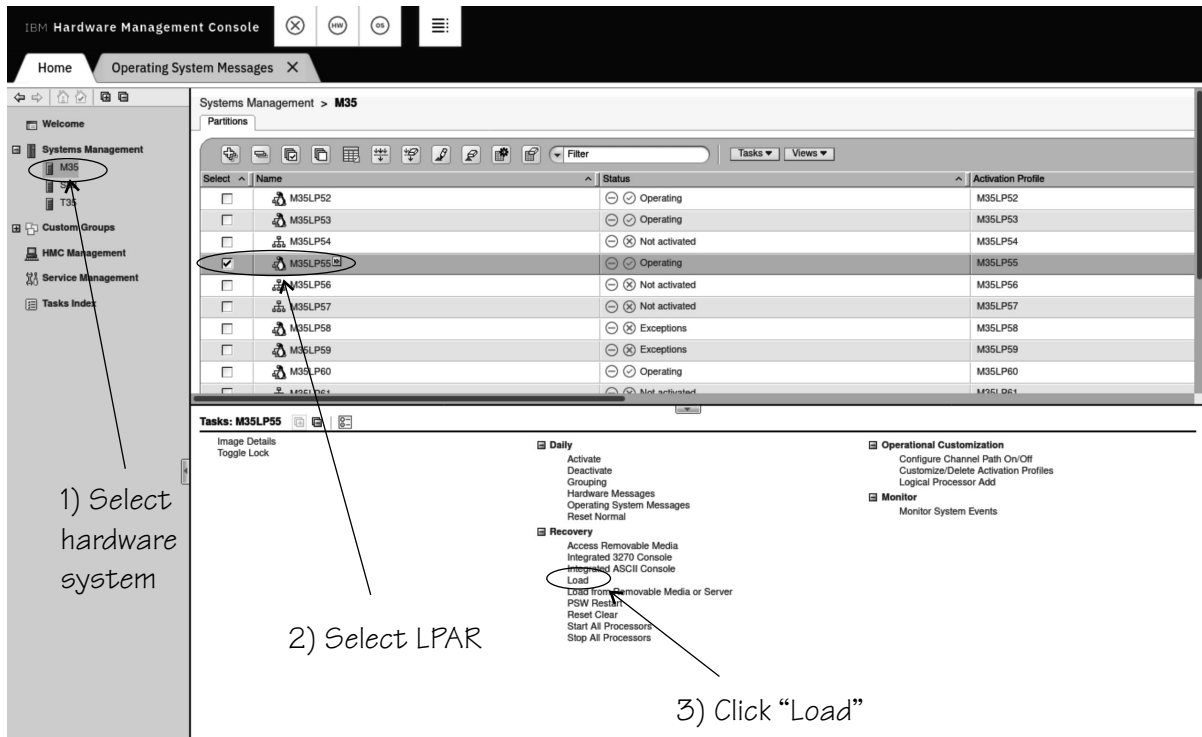 IBM Hardware Management Console
HW
OS
Home
Operating System Messages X
Systems Management > M35
Partitions
Welcome
Systems Management
M35
T35
Custom Groups
HMC Management
Service Management
Tasks Index
Filter
Tasks
Views
Select Name Status Activation Profile
M35LP52 Operating M35LP52
M35LP53 Operating M35LP53
M35LP54 Not activated M35LP54
M35LP55 Operating M35LP55
M35LP56 Not activated M35LP56
M35LP57 Not activated M35LP57
M35LP58 Exceptions M35LP58
M35LP59 Exceptions M35LP59
M35LP60 Operating M35LP60
M35LP61 Not activated M35LP61
Tasks: M35LP55
Image Details
Toggle Lock
Daily
Activate
Deactivate
Grouping
Hardware Messages
Operating System Messages
Reset Normal
Recovery
Access Removable Media
Integrated 3270 Console
Integrated ASCII Console
Load
Load from Removable Media or Server
PSW Restart
Reset Clear
Start All Processors
Stop All Processors
Operational Customization
Configure Channel Path On/Off
Customize/Delete Activation Profiles
Logical Processor Add
Monitor
Monitor System Events
1) Select
hardware
system
2) Select LPAR
3) Click “Load”